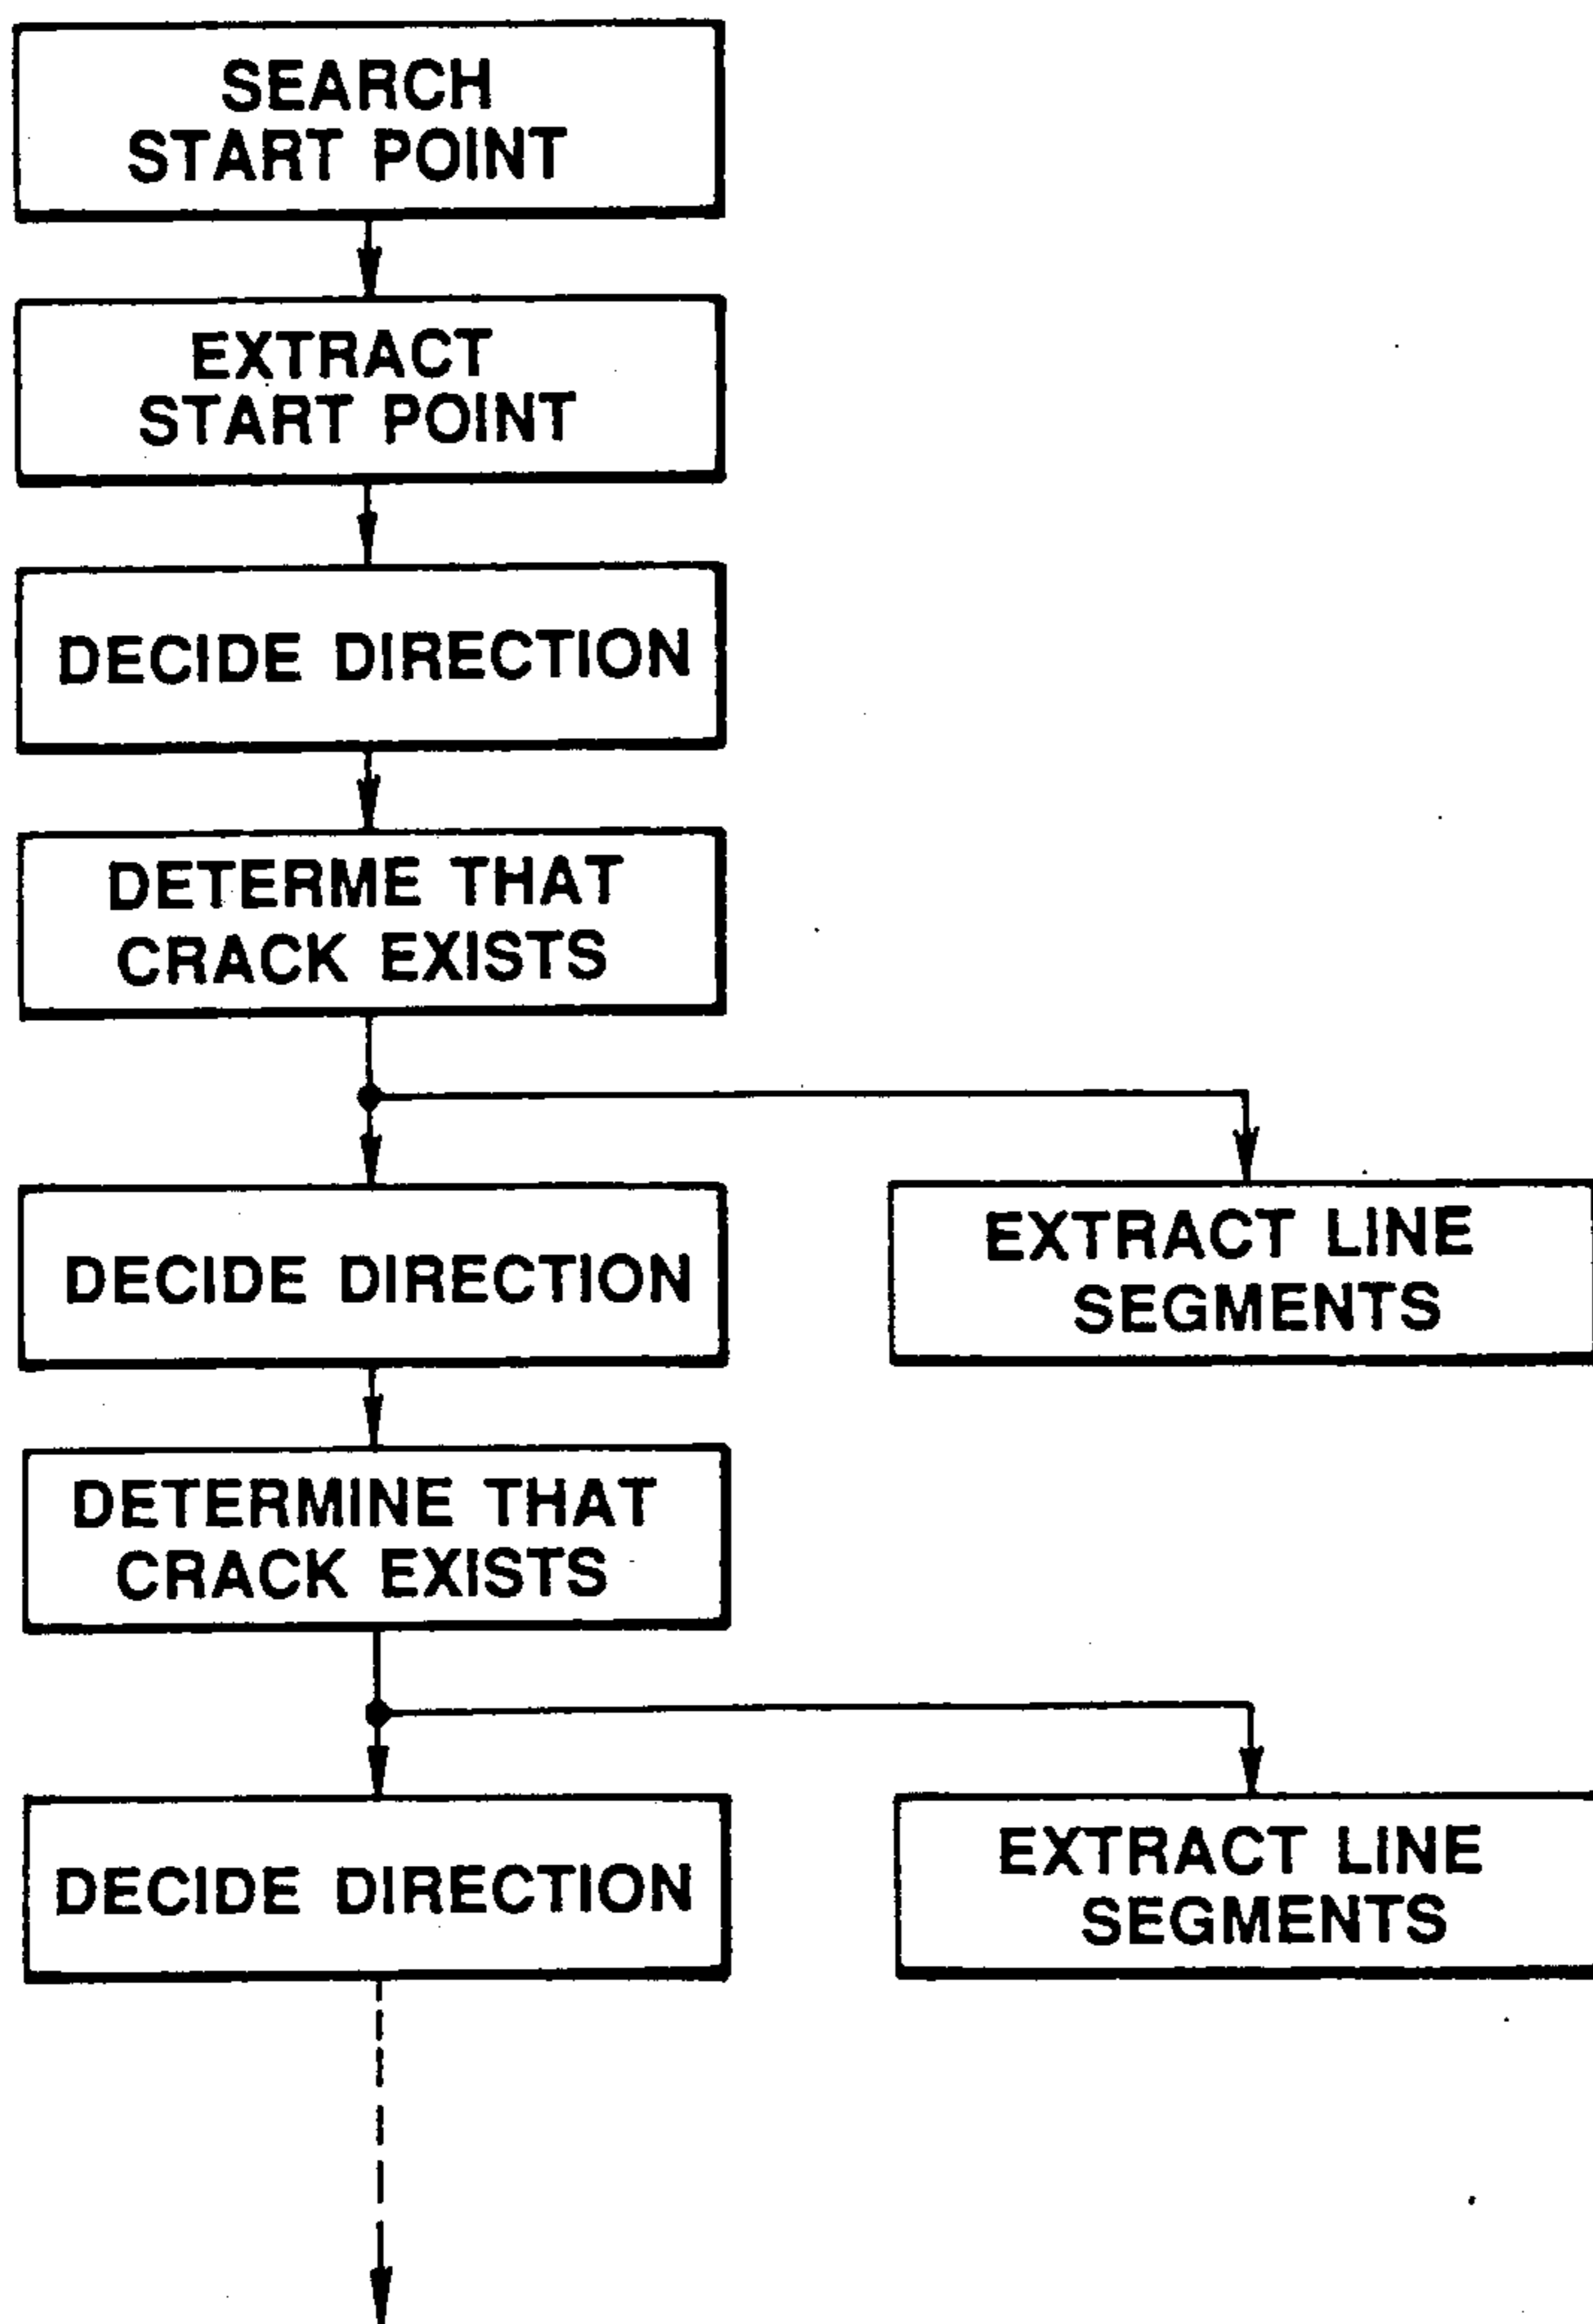 SEARCH
START POINT
EXTRACT
START POINT
DECIDE DIRECTION
DETERME THAT
CRACK EXISTS
DECIDE DIRECTION
EXTRACT LINE
SEGMENTS
DETERMINE THAT
CRACK EXISTS
DECIDE DIRECTION
EXTRACT LINE
SEGMENTS